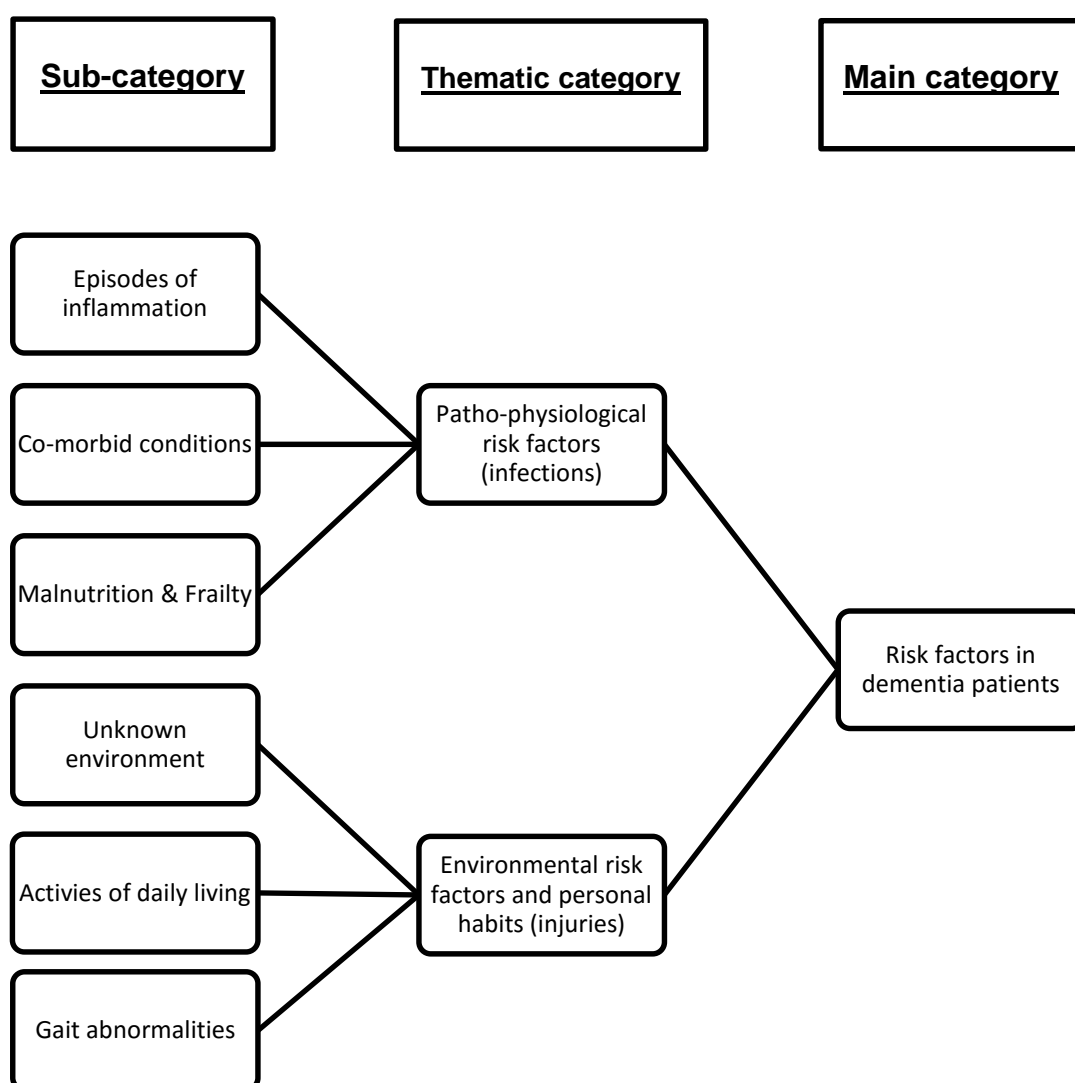 Sub-category
Thematic category
Main category
Episodes of
inflammation
Co-morbid conditions
Malnutrition & Frailty
Unknown
environment
Activies of daily living
Gait abnormalities
Patho-physiological
risk factors
(infections)
Environmental risk
factors and personal
habits (injuries)
Risk factors in
dementia patients